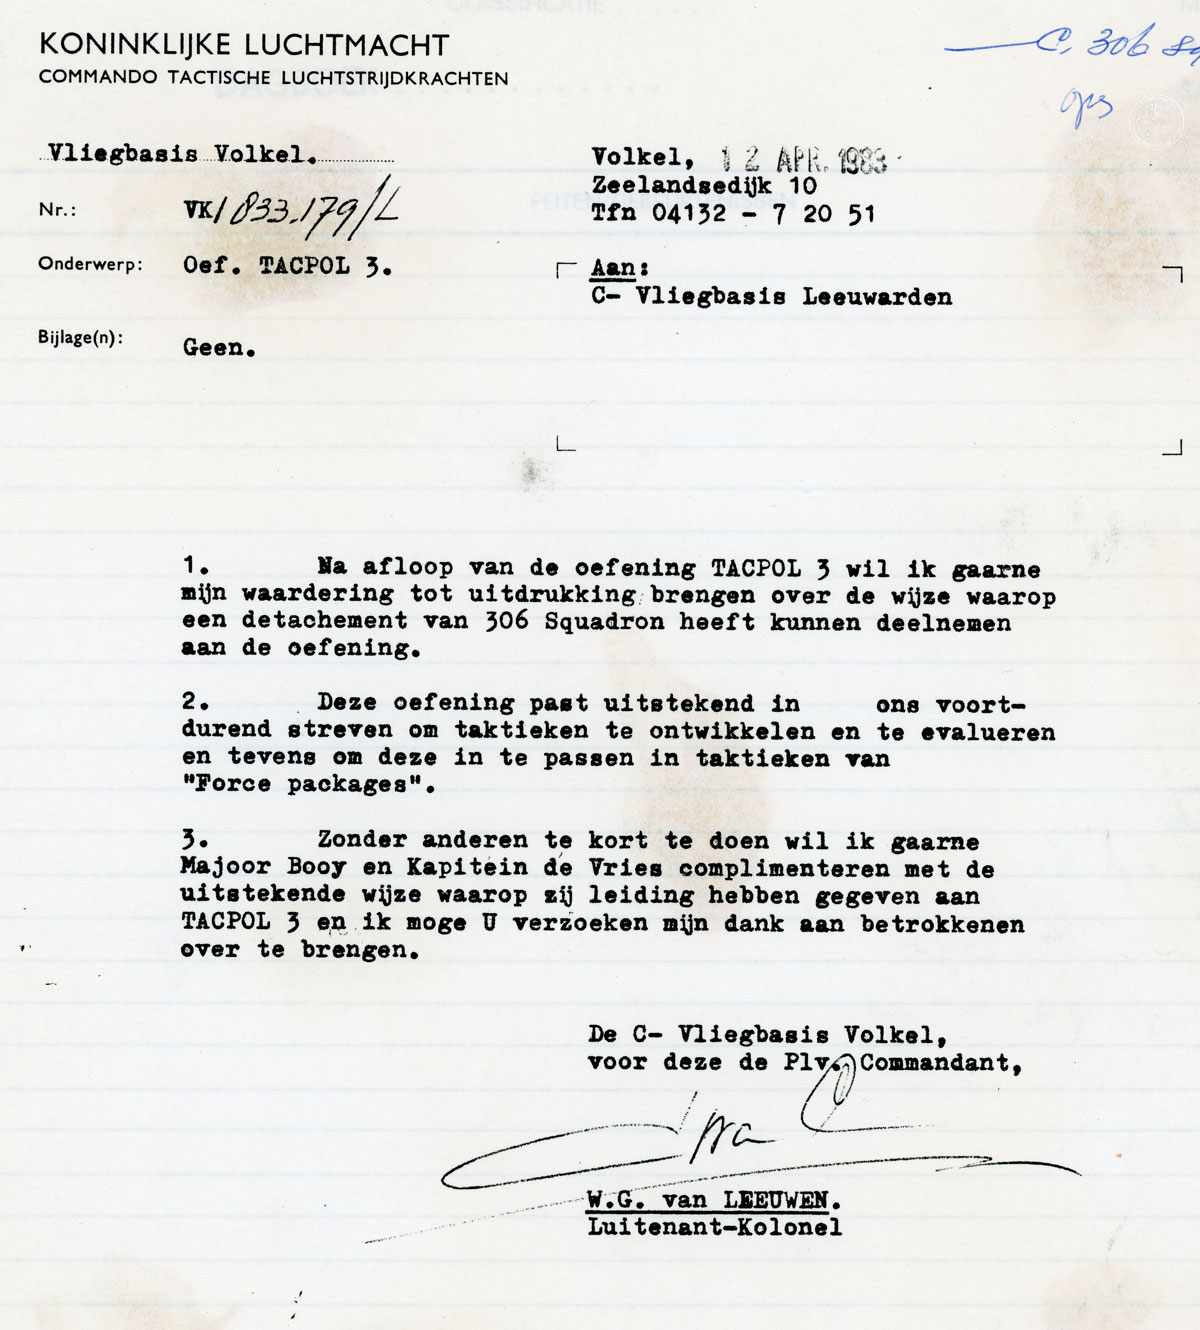 KONINKLIJKE LUCHTMACHT
COMMANDO TACTISCHE LUCHTSTRIJDKRACHTEN
C. 306 sq
ops
Vliegbasis Volkel.
Nr.: VK/833.179/L
Onderwerp: Oef. TACPOL 3.
Bijlage(n): Geen.
Volkel, 12 APR. 1983
Zeelandsedijk 10
Tfn 04132 - 7 20 51
Aan:
C- Vliegbasis Leeuwarden
1. Na afloop van de oefening TACPOL 3 wil ik gaarne
mijn waardering tot uitdrukking brengen over de wijze waarop
een detachement van 306 Squadron heeft kunnen deelnemen
aan de oefening.
2. Deze oefening past uitstekend in ons voort-
durend streven om taktieken te ontwikkelen en te evalueren
en tevens om deze in te passen in taktieken van
"Force packages".
3. Zonder anderen te kort te doen wil ik gaarne
Majoor Booy en Kapitein de Vries complimenteren met de
uitstekende wijze waarop zij leiding hebben gegeven aan
TACPOL 3 en ik moge U verzoeken mijn dank aan betrokkenen
over te brengen.
De C- Vliegbasis Volkel,
voor deze de Plv. Commandant,
W.G. van LEEUWEN.
Luitenant-Kolonel